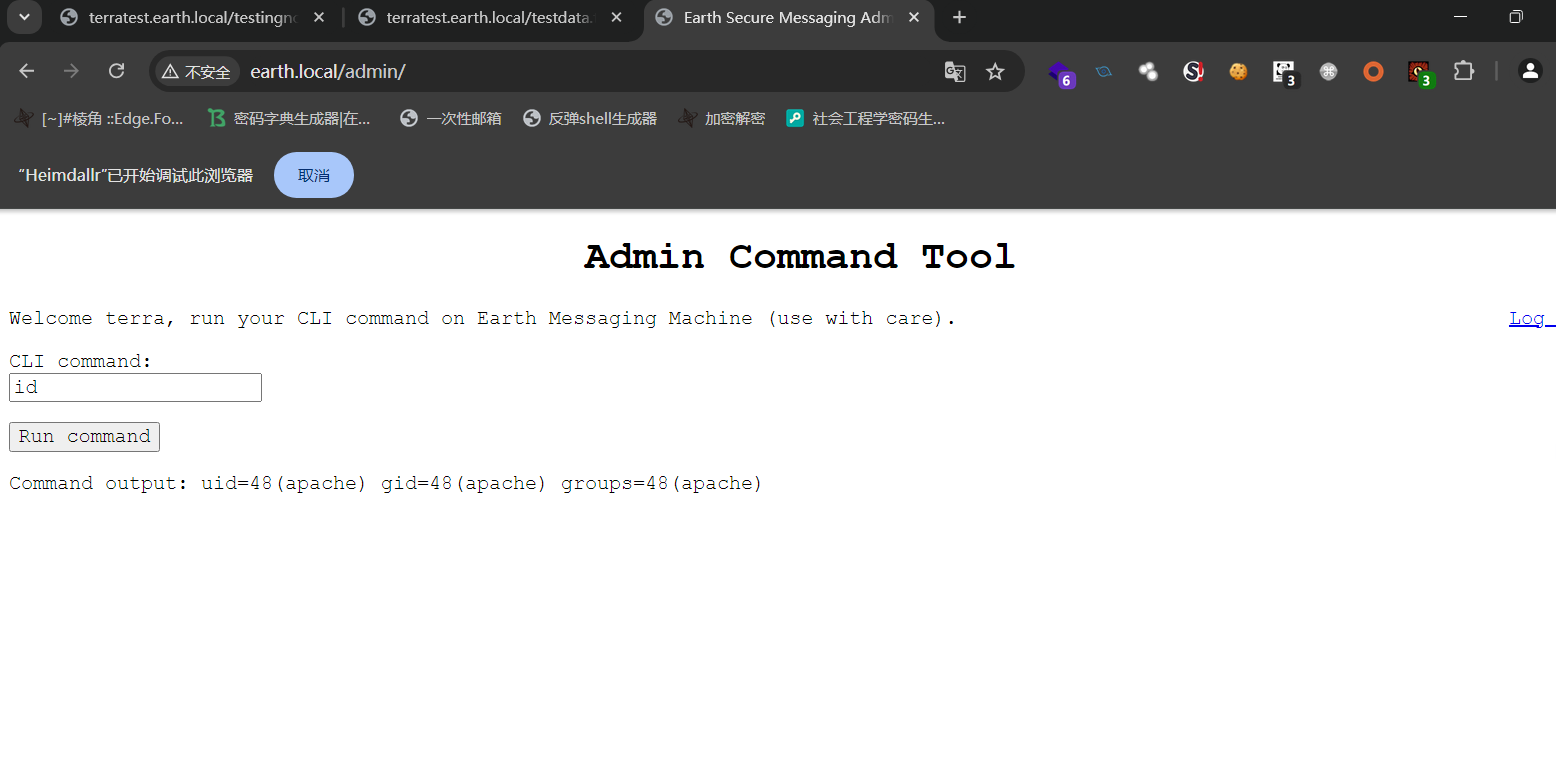 terratest.earth.local/testingno
terratest.earth.local/testdata.
Earth Secure Messaging Adm
不安全
earth.local/admin/
6
3
3
[~]#棱角 ::Edge.Fo...
密码字典生成器|在...
一次性邮箱
反弹shell生成器
加密解密
社会工程学密码生...
“Heimdallr”已开始调试此浏览器
取消
Admin Command Tool
Welcome terra, run your CLI command on Earth Messaging Machine (use with care).
Log
CLI command:
id
Run command
Command output: uid=48(apache) gid=48(apache) groups=48(apache)